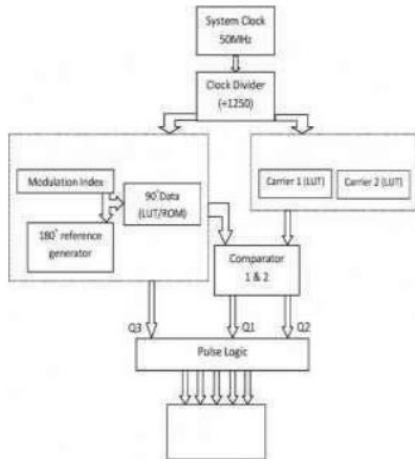 System Clock
50MHz
Clock Divider
(÷1250)
Modulation Index
90° Data
(LUT/ROM)
180° reference
generator
Carrier 1 (LUT)
Carrier 2 (LUT)
Comparator
1 & 2
Q3
Q1
Q2
Pulse Logic